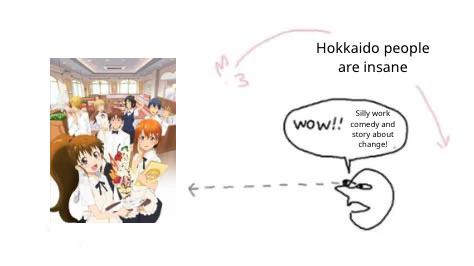 Hokkaido people
are insane
M.
3
WOW!!
Silly work
comedy and
story about
change!